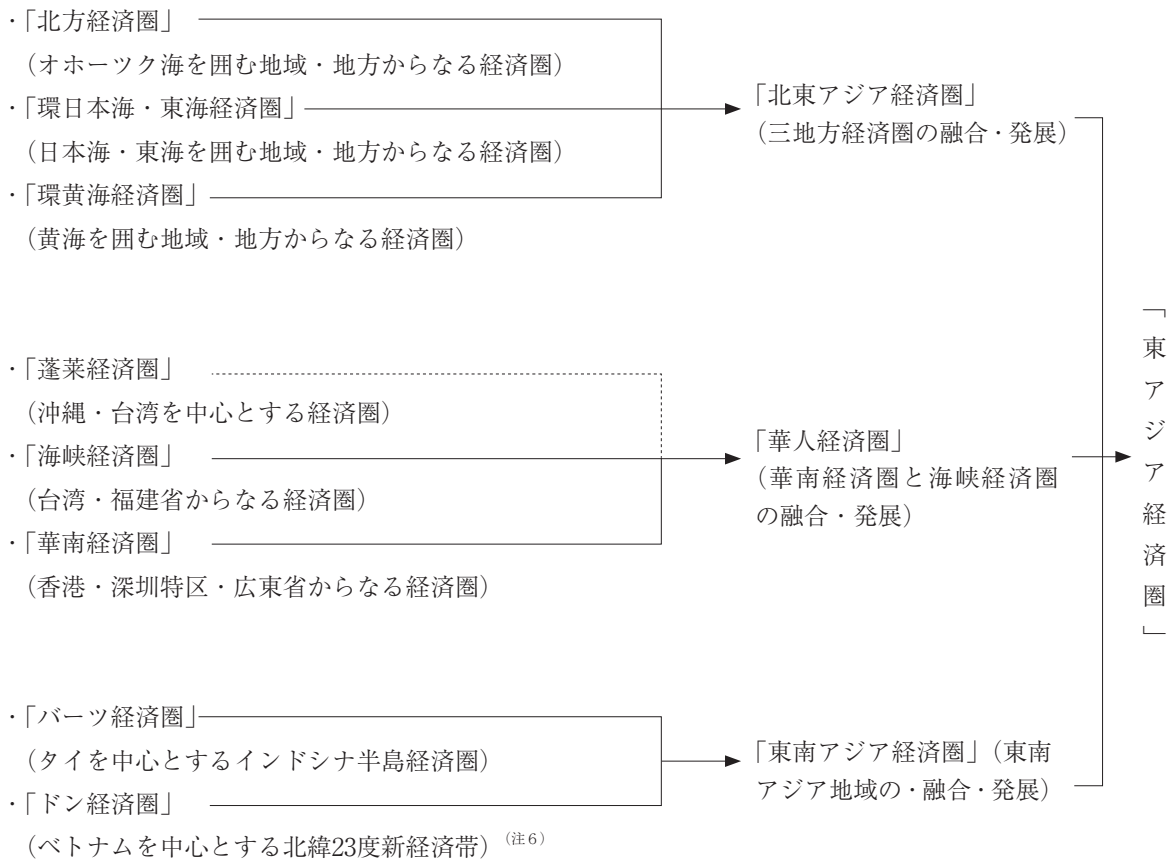 ・「北方経済圏」
（オホーツク海を囲む地域・地方からなる経済圏）
・「環日本海・東海経済圏」
（日本海・東海を囲む地域・地方からなる経済圏）
・「環黄海経済圏」
（黄海を囲む地域・地方からなる経済圏）
「北東アジア経済圏」
（三地方経済圏の融合・発展）
・「蓬莱経済圏」
（沖縄・台湾を中心とする経済圏）
・「海峡経済圏」
（台湾・福建省からなる経済圏）
・「華南経済圏」
（香港・深圳特区・広東省からなる経済圏）
「華人経済圏」
（華南経済圏と海峡経済圏
の融合・発展）
・「バーツ経済圏」
（タイを中心とするインドシナ半島経済圏）
・「ドン経済圏」
（ベトナムを中心とする北緯23度新経済帯）（注６）
「東南アジア経済圏」（東南
アジア地域の・融合・発展）
「東アジア経済圏」